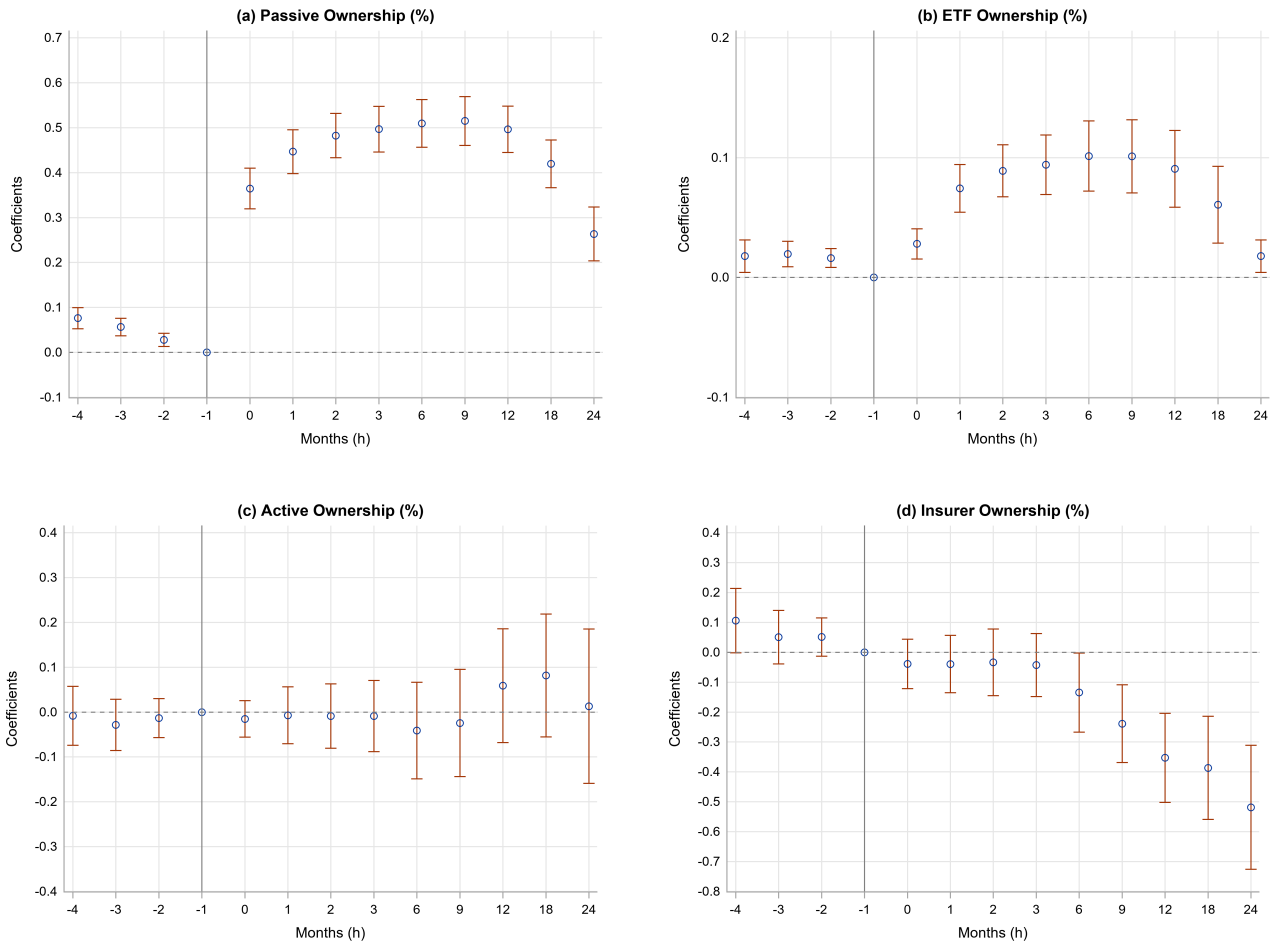 (a) Passive Ownership (%)
0.7
0.6
0.5
0.4
0.3
0.2
0.1
0.0
-0.1
Coefficients
-4 -3 -2 -1 0 1 2 3 6 9 12 18 24
Months (h)
(b) ETF Ownership (%)
0.2
0.1
0.0
-0.1
Coefficients
-4 -3 -2 -1 0 1 2 3 6 9 12 18 24
Months (h)
(c) Active Ownership (%)
0.4
0.3
0.2
0.1
0.0
-0.1
-0.2
-0.3
-0.4
Coefficients
-4 -3 -2 -1 0 1 2 3 6 9 12 18 24
Months (h)
(d) Insurer Ownership (%)
0.4
0.3
0.2
0.1
0.0
-0.1
-0.2
-0.3
-0.4
-0.5
-0.6
-0.7
-0.8
Coefficients
-4 -3 -2 -1 0 1 2 3 6 9 12 18 24
Months (h)